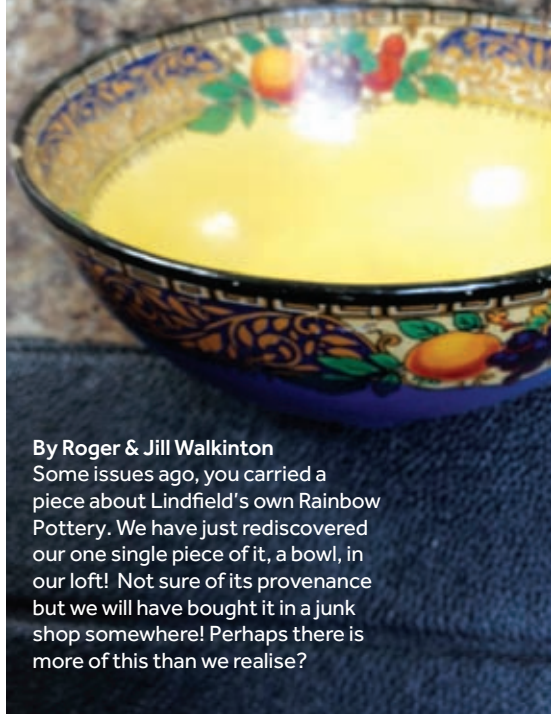 By Roger & Jill Walkinton
Some issues ago, you carried a
piece about Lindfield's own Rainbow
Pottery. We have just rediscovered
our one single piece of it, a bowl, in
our loft!  Not sure of its provenance
but we will have bought it in a junk
shop somewhere! Perhaps there is
more of this than we realise?